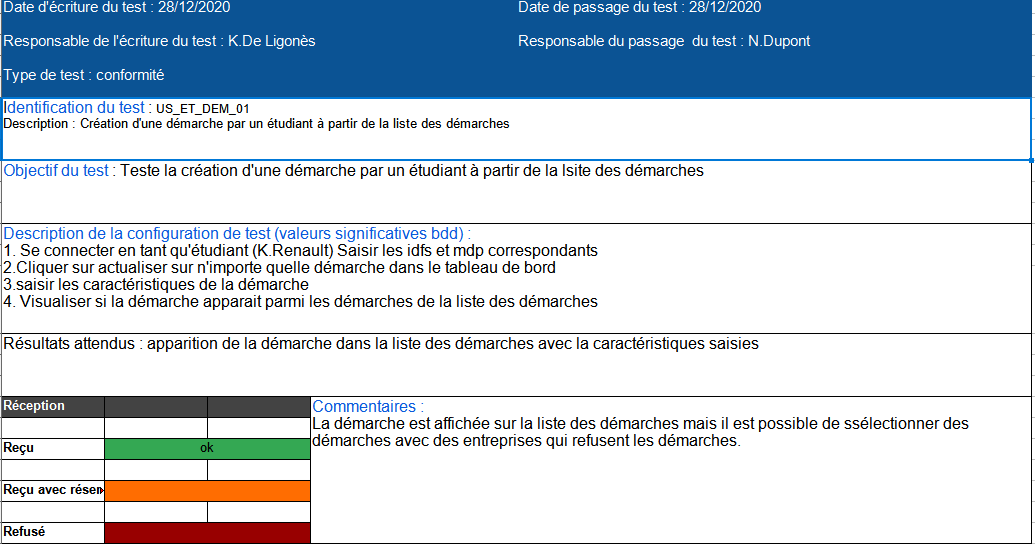 Date d'écriture du test : 28/12/2020
Date de passage du test : 28/12/2020
Responsable de l'écriture du test : K.De Ligonès
Responsable du passage du test : N.Dupont
Type de test : conformité
Identification du test : US_ET_DEM_01
Description : Création d'une démarche par un étudiant à partir de la liste des démarches
Objectif du test : Teste la création d'une démarche par un étudiant à partir de la lsite des démarches
Description de la configuration de test (valeurs significatives bdd) :
1. Se connecter en tant qu'étudiant (K.Renault) Saisir les idfs et mdp correspondants
2.Cliquer sur actualiser sur n'importe quelle démarche dans le tableau de bord
3.saisir les caractéristiques de la démarche
4. Visualiser si la démarche apparait parmi les démarches de la liste des démarches
Résultats attendus : apparition de la démarche dans la liste des démarches avec la caractéristiques saisies
Réception
Commentaires :
La démarche est affichée sur la liste des démarches mais il est possible de ssélectionner des
démarches avec des entreprises qui refusent les démarches.
Reçu
ok
Reçu avec réser
Refusé